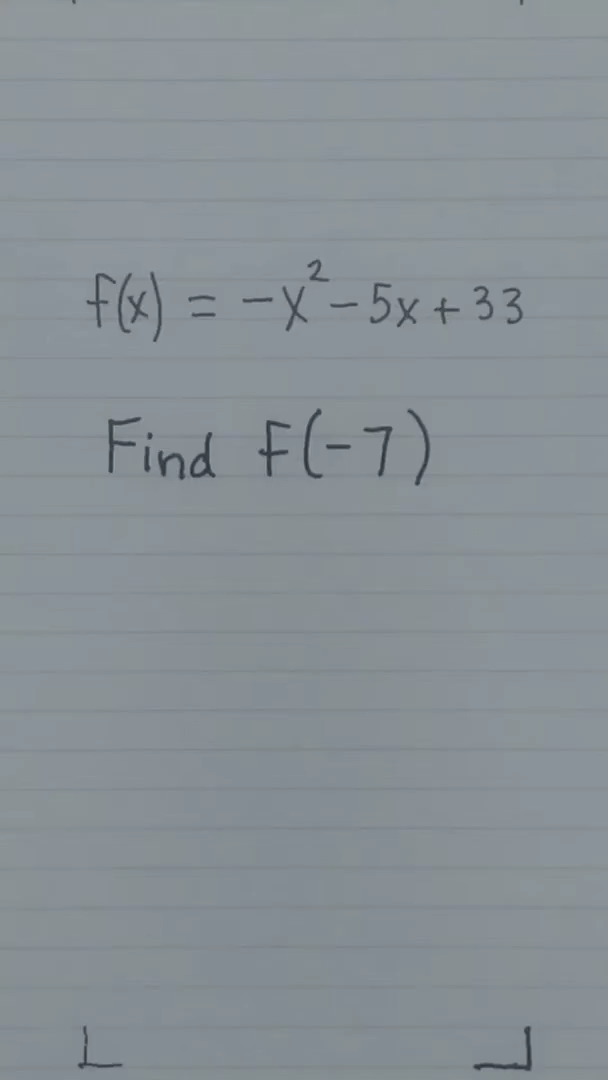 f(x) = -x² - 5x + 33
Find f(-7)